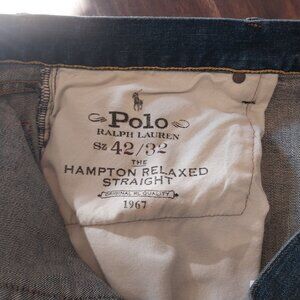 Polo
RALPH LAUREN
SZ 42/32
THE
HAMPTON RELAXED
STRAIGHT
ORIGINAL RL QUALITY
1967